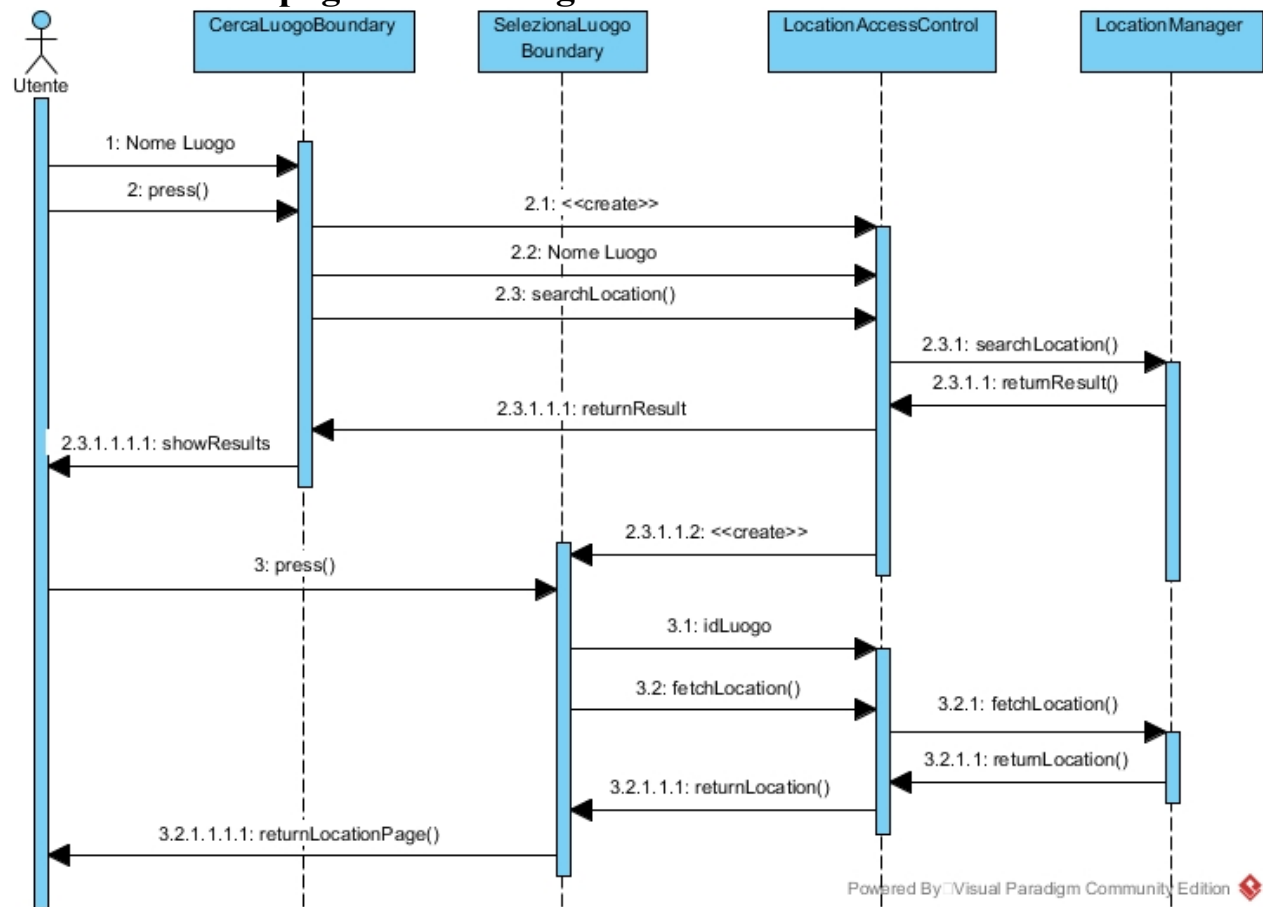 CercaLuogoBoundary
SelezionaLuogo
Boundary
LocationAccessControl
LocationManager
Utente
1: Nome Luogo
2: press()
2.1: <<create>>
2.2: Nome Luogo
2.3: searchLocation()
2.3.1: searchLocation()
2.3.1.1: returnResult()
2.3.1.1.1: returnResult
2.3.1.1.1.1: showResults
2.3.1.1.2: <<create>>
3: press()
3.1: idLuogo
3.2: fetchLocation()
3.2.1: fetchLocation()
3.2.1.1: returnLocation()
3.2.1.1.1: returnLocation()
3.2.1.1.1.1: returnLocationPage()
Powered By Visual Paradigm Community Edition